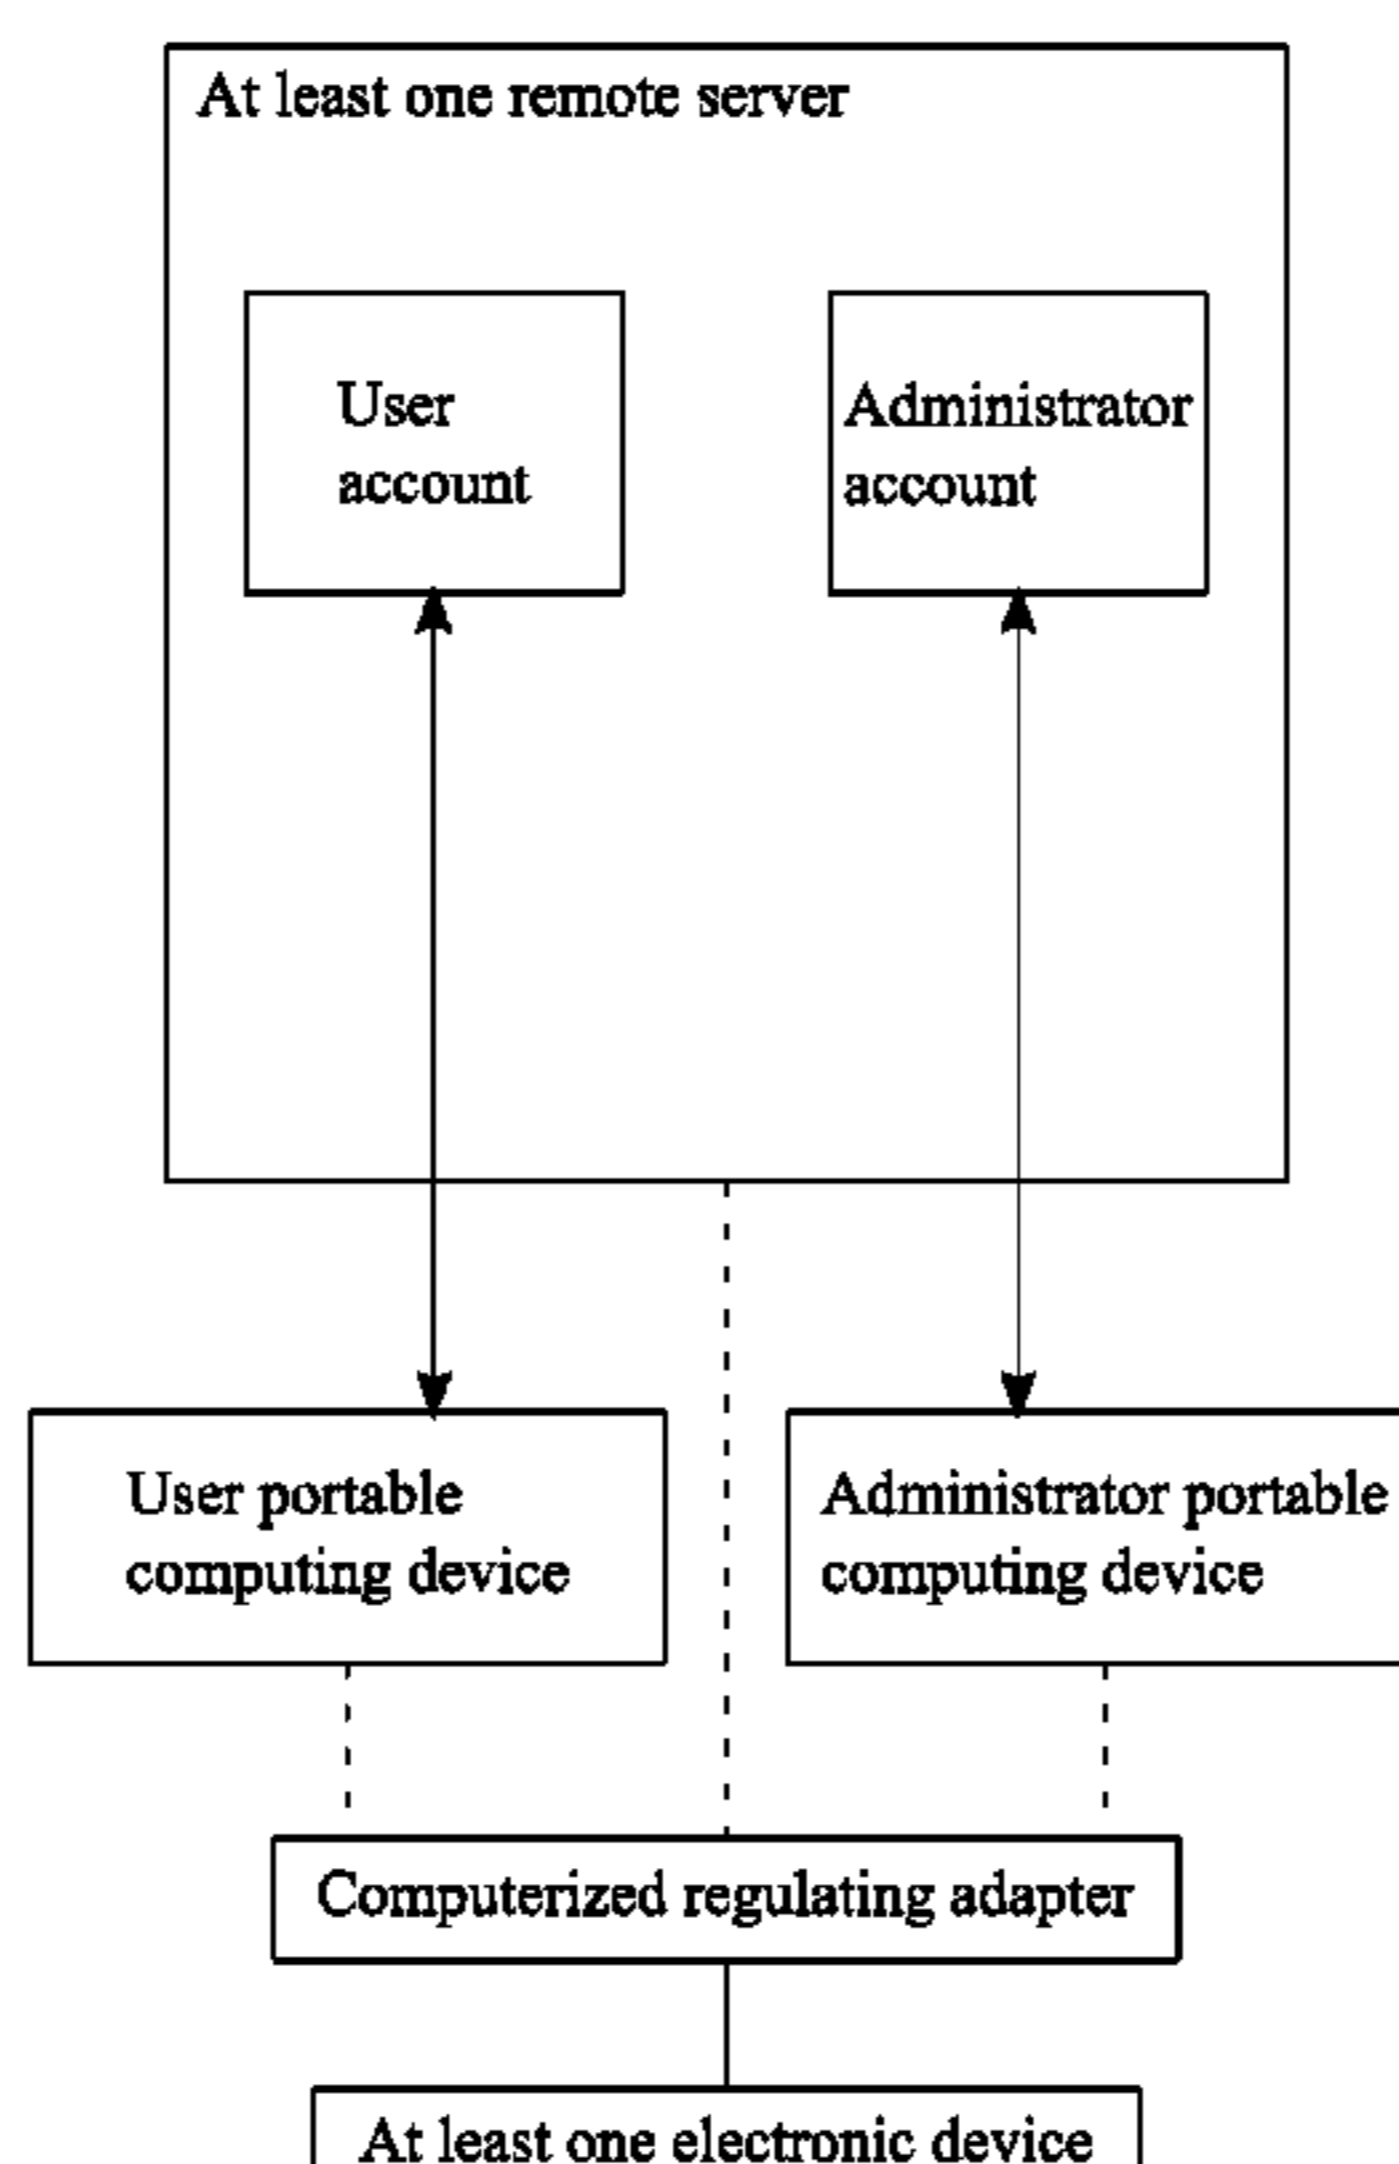 At least one remote server
User
account
Administrator
account
User portable
computing device
Administrator portable
computing device
Computerized regulating adapter
At least one electronic device